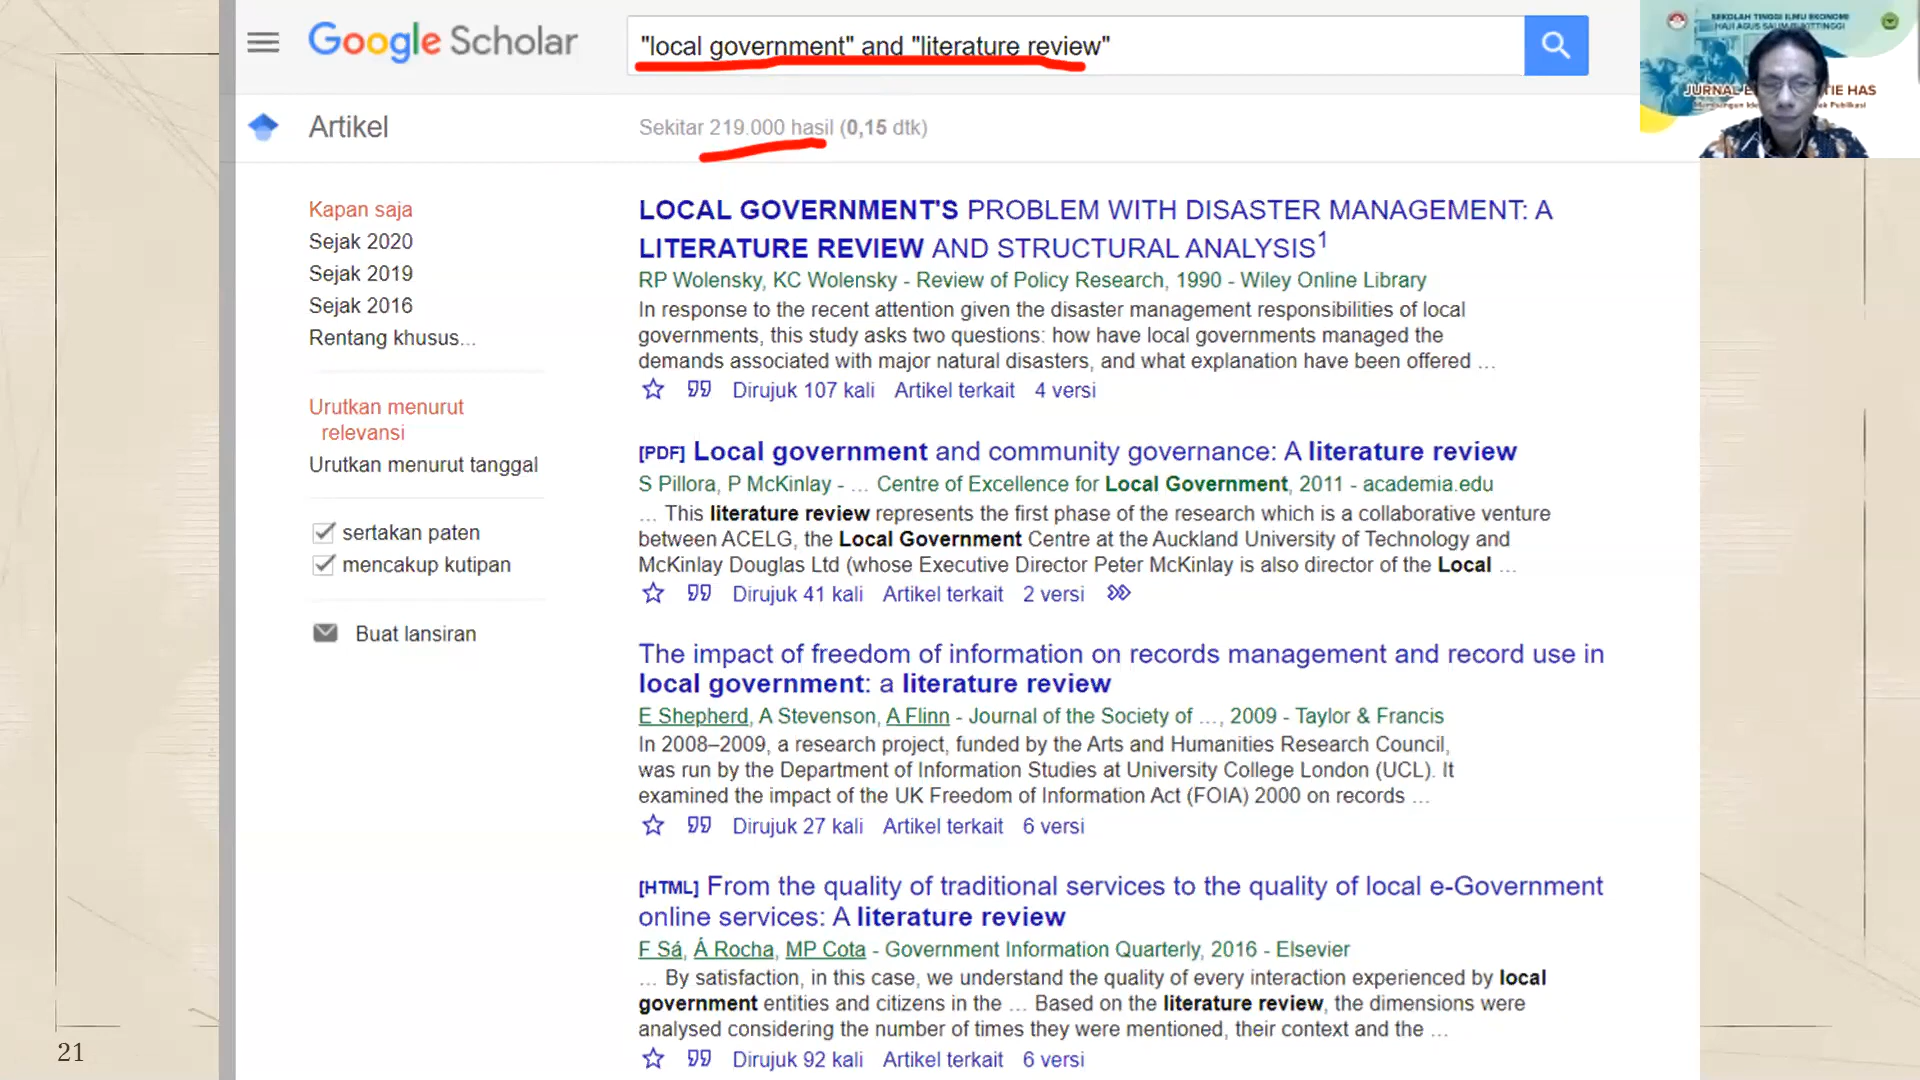 Google Scholar
"local government" and "literature review"
SEKOLAH TINGGI ILMU EKONOMI
HAJI AGUS SALIM BUKITTINGGI
Artikel
Sekitar 219.000 hasil (0,15 dtk)
Kapan saja
Sejak 2020
Sejak 2019
Sejak 2016
Rentang khusus...
Urutkan menurut
relevansi
Urutkan menurut tanggal
sertakan paten
mencakup kutipan
Buat lansiran
LOCAL GOVERNMENT'S PROBLEM WITH DISASTER MANAGEMENT: A
LITERATURE REVIEW AND STRUCTURAL ANALYSIS1
RP Wolensky, KC Wolensky - Review of Policy Research, 1990 - Wiley Online Library
In response to the recent attention given the disaster management responsibilities of local
governments, this study asks two questions: how have local governments managed the
demands associated with major natural disasters, and what explanation have been offered ...
Dirujuk 107 kali Artikel terkait 4 versi
[PDF] Local government and community governance: A literature review
S Pillora, P McKinlay - ... Centre of Excellence for Local Government, 2011 - academia.edu
... This literature review represents the first phase of the research which is a collaborative venture
between ACELG, the Local Government Centre at the Auckland University of Technology and
McKinlay Douglas Ltd (whose Executive Director Peter McKinlay is also director of the Local ...
Dirujuk 41 kali Artikel terkait 2 versi
The impact of freedom of information on records management and record use in
local government: a literature review
E Shepherd, A Stevenson, A Flinn - Journal of the Society of ..., 2009 - Taylor & Francis
In 2008–2009, a research project, funded by the Arts and Humanities Research Council,
was run by the Department of Information Studies at University College London (UCL). It
examined the impact of the UK Freedom of Information Act (FOIA) 2000 on records ...
Dirujuk 27 kali Artikel terkait 6 versi
[HTML] From the quality of traditional services to the quality of local e-Government
online services: A literature review
F Sá, Á Rocha, MP Cota - Government Information Quarterly, 2016 - Elsevier
... By satisfaction, in this case, we understand the quality of every interaction experienced by local
government entities and citizens in the ... Based on the literature review, the dimensions were
analysed considering the number of times they were mentioned, their context and the ...
Dirujuk 92 kali Artikel terkait 6 versi
21